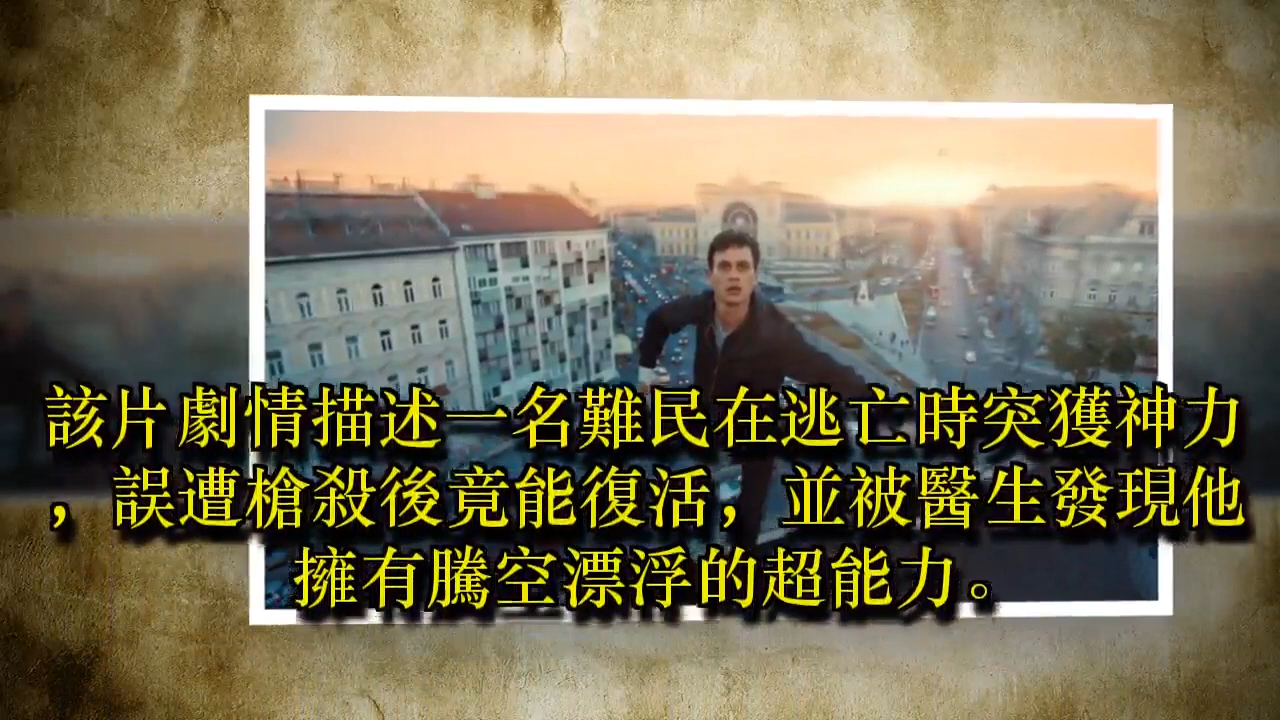 該片劇情描述一名難民在逃亡時突獲神力
，誤遭槍殺後竟能復活，並被醫生發現他
擁有騰空漂浮的超能力。